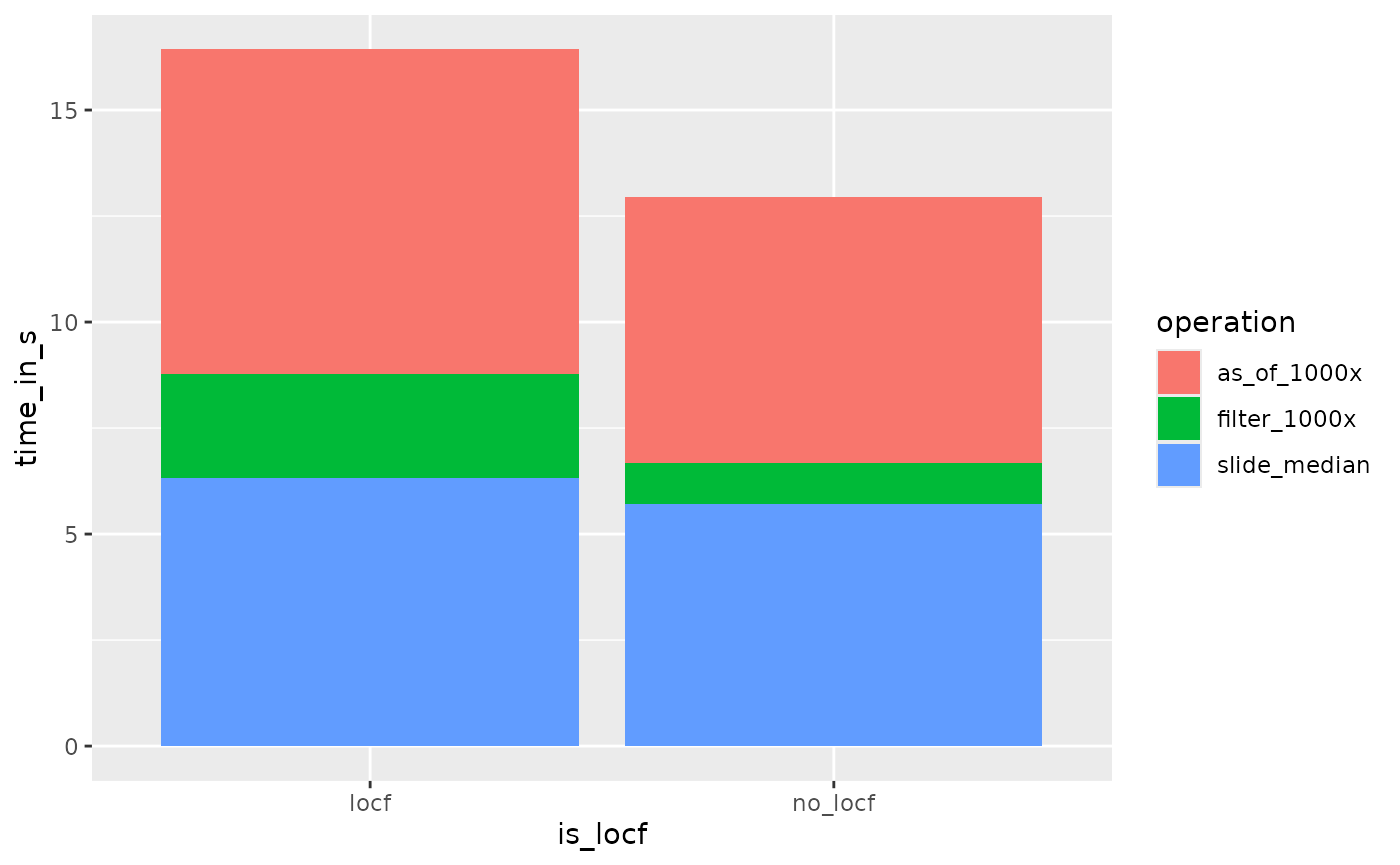 time_in_s
15
10
5
0
locf
no_locf
is_locf
operation
as_of_1000x
filter_1000x
slide_median